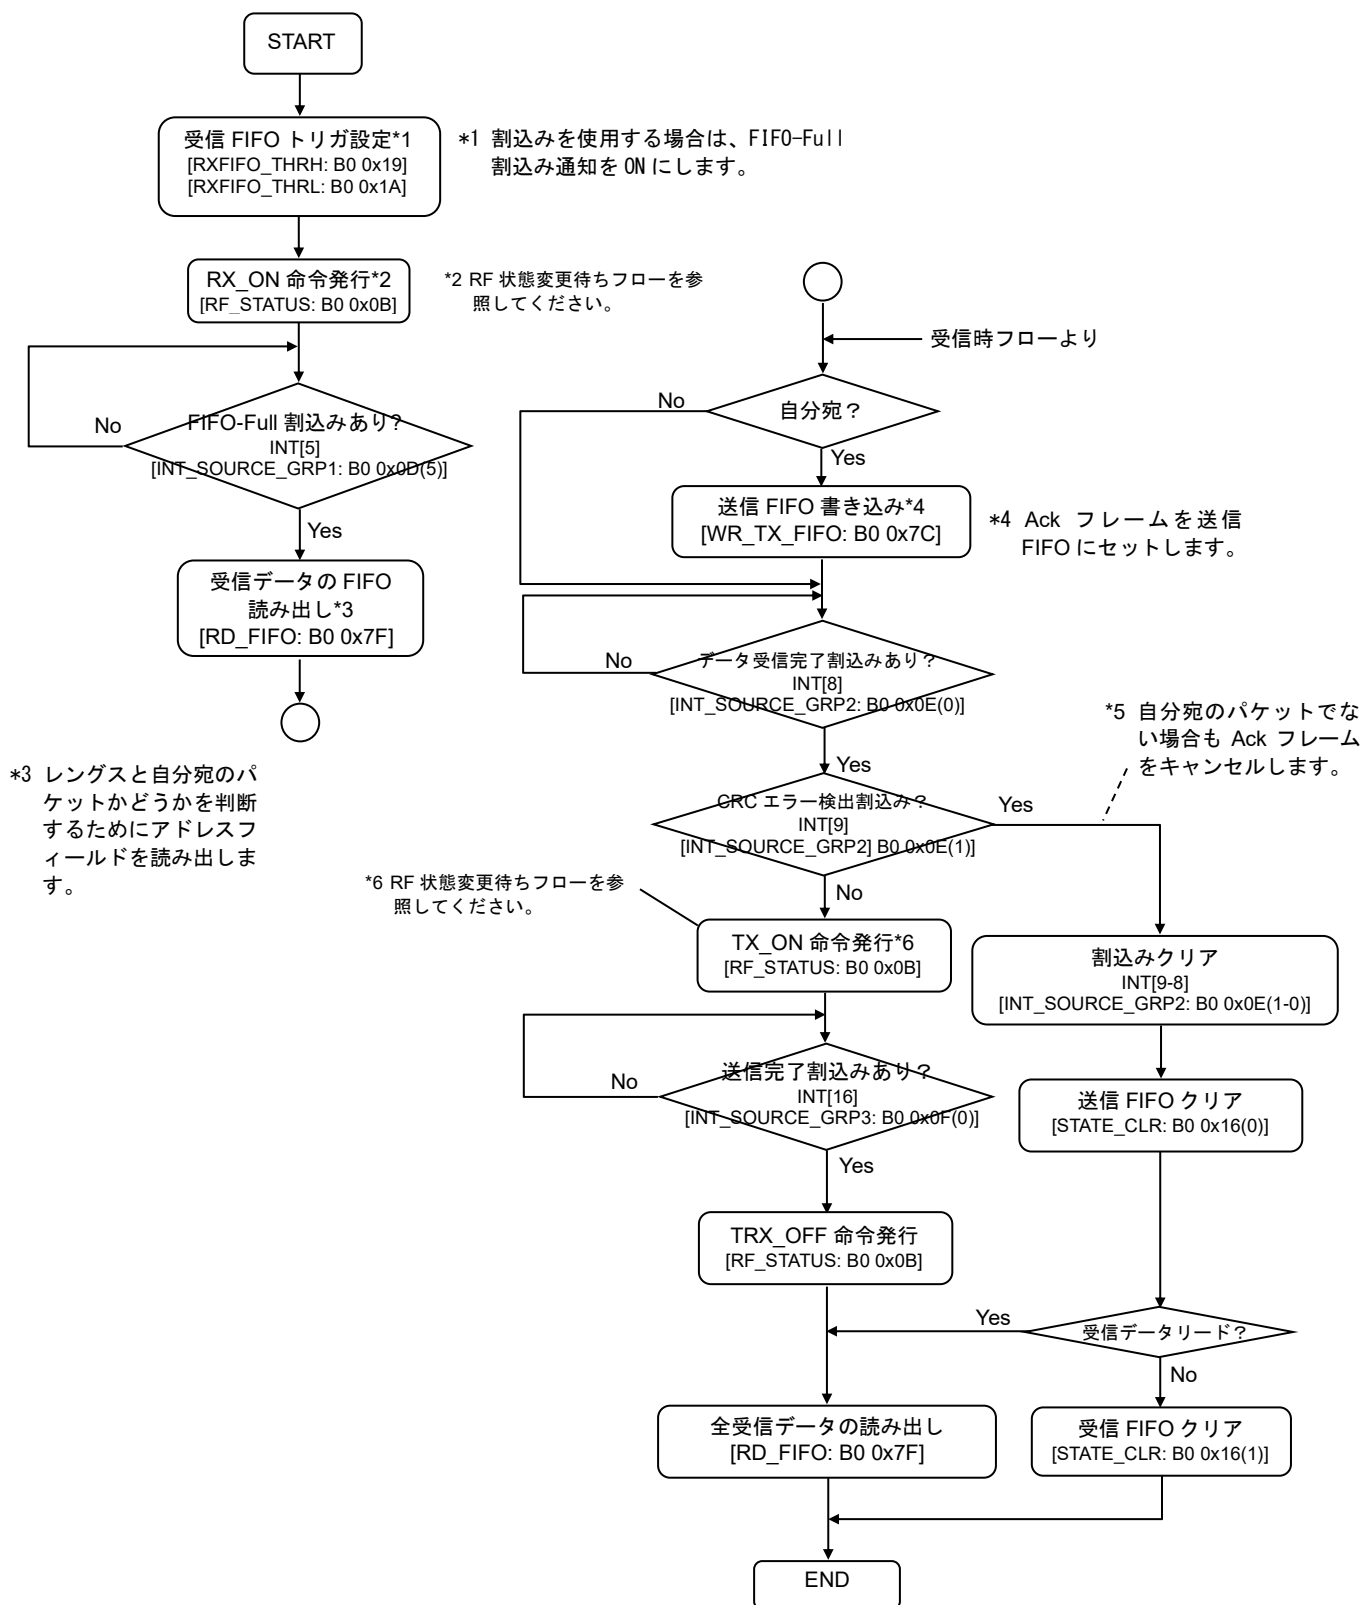 START
受信 FIFO トリガ設定*1
[RXFIFO_THRH: B0 0x19]
[RXFIFO_THRL: B0 0x1A]
*1 割込みを使用する場合は、FIFO-Full
割込み通知を ON にします。
RX_ON 命令発行*2
[RF_STATUS: B0 0x0B]
*2 RF 状態変更待ちフローを参
照してください。
No
FIFO-Full 割込みあり?
INT[5]
[INT_SOURCE_GRP1: B0 0x0D(5)]
Yes
受信データの FIFO
読み出し*3
[RD_FIFO: B0 0x7F]
*3 レングスと自分宛のパ
ケットかどうかを判断
するためにアドレスフ
ィールドを読み出しま
す。
受信時フローより
No
自分宛？
Yes
送信 FIFO 書き込み*4
[WR_TX_FIFO: B0 0x7C]
*4 Ack フレームを送信
FIFO にセットします。
No
データ受信完了割込みあり？
INT[8]
[INT_SOURCE_GRP2: B0 0x0E(0)]
Yes
*5 自分宛のパケットでな
い場合も Ack フレーム
をキャンセルします。
CRC エラー検出割込み？
INT[9]
[INT_SOURCE_GRP2] B0 0x0E(1)]
Yes
No
*6 RF 状態変更待ちフローを参
照してください。
TX_ON 命令発行*6
[RF_STATUS: B0 0x0B]
割込みクリア
INT[9-8]
[INT_SOURCE_GRP2: B0 0x0E(1-0)]
No
送信完了割込みあり？
INT[16]
[INT_SOURCE_GRP3: B0 0x0F(0)]
Yes
送信 FIFO クリア
[STATE_CLR: B0 0x16(0)]
TRX_OFF 命令発行
[RF_STATUS: B0 0x0B]
Yes
受信データリード？
No
全受信データの読み出し
[RD_FIFO: B0 0x7F]
受信 FIFO クリア
[STATE_CLR: B0 0x16(1)]
END